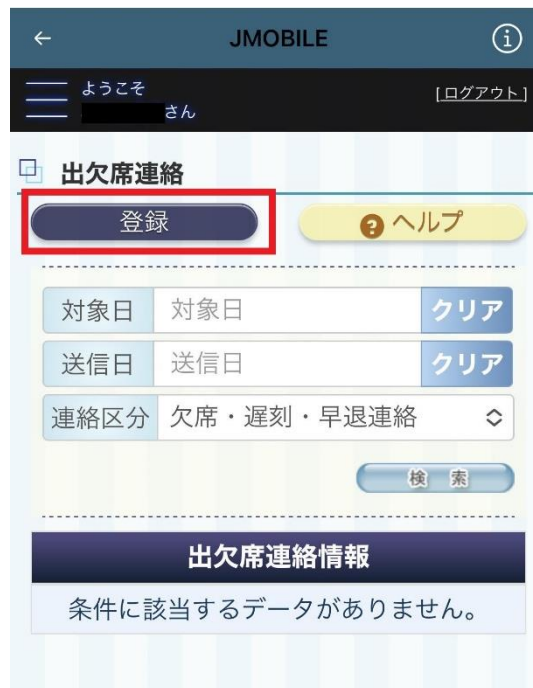 ← JMOBILE i
ようこそ
さん
[ログアウト]
出欠席連絡
登録 ? ヘルプ
対象日 対象日 クリア
送信日 送信日 クリア
連絡区分 欠席・遅刻・早退連絡
検 索
出欠席連絡情報
条件に該当するデータがありません。